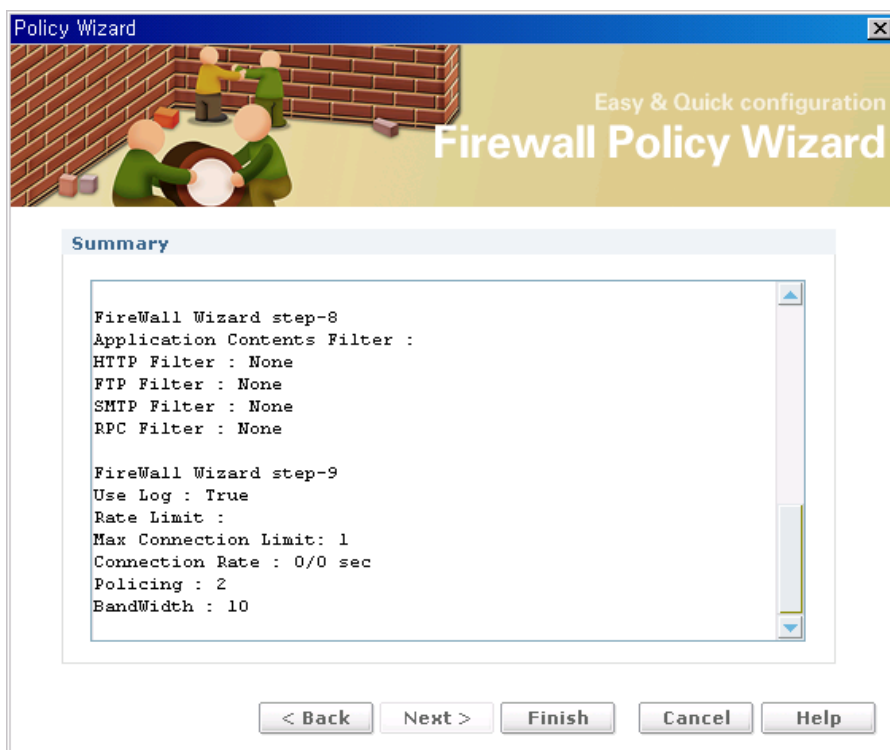 Policy Wizard
Easy & Quick configuration
Firewall Policy Wizard
Summary
FireWall Wizard step-8
Application Contents Filter :
HTTP Filter : None
FTP Filter : None
SMTP Filter : None
RPC Filter : None
FireWall Wizard step-9
Use Log : True
Rate Limit :
Max Connection Limit: 1
Connection Rate : 0/0 sec
Policing : 2
BandWidth : 10
< Back Next > Finish Cancel Help